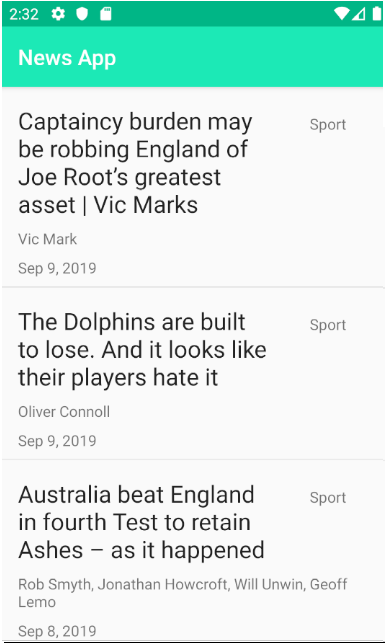 2:32
News App
Captaincy burden may
be robbing England of
Joe Root’s greatest
asset | Vic Marks
Sport
Vic Mark
Sep 9, 2019
The Dolphins are built
to lose. And it looks like
their players hate it
Sport
Oliver Connoll
Sep 9, 2019
Australia beat England
in fourth Test to retain
Ashes – as it happened
Sport
Rob Smyth, Jonathan Howcroft, Will Unwin, Geoff
Lemo
Sep 8, 2019